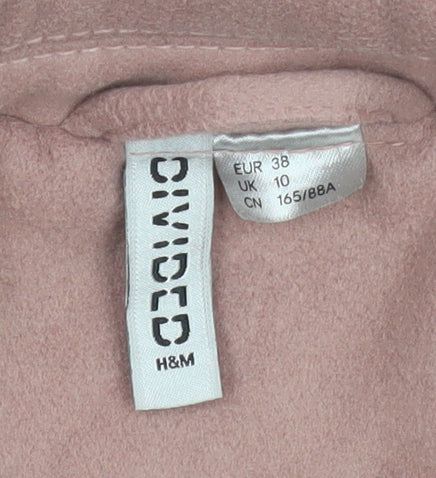 DIVIDED
H&M
EUR 38
UK 10
CN 165/88A